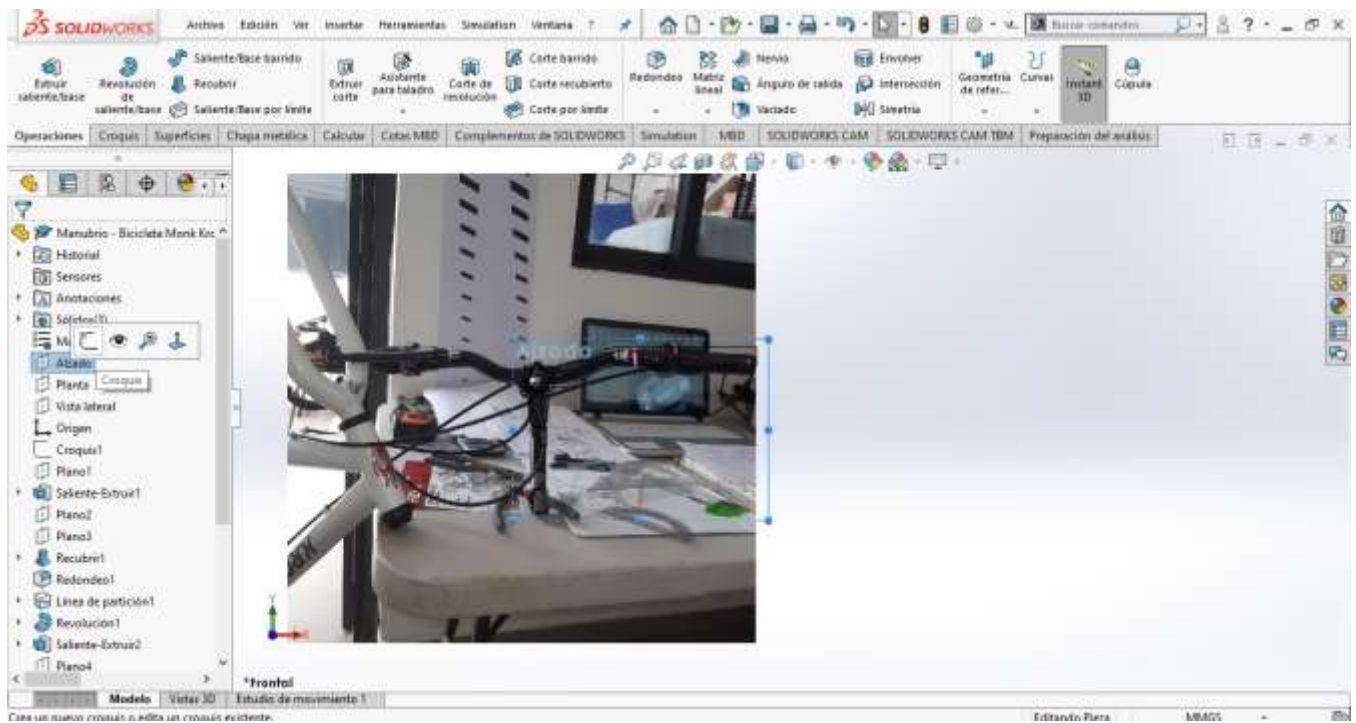 SOLIDWORKS Archivo Edición Ver Insertar Herramientas Simulation Ventana ?
Buscar comandos
Extruir saliente/base
Revolución de saliente/base
Saliente/Base barrido
Recubrir
Saliente/Base por límite
Extruir corte
Asistente para taladro
Corte de revolución
Corte barrido
Corte recubierto
Corte por límite
Redondeo
Matriz lineal
Nervio
Ángulo de salida
Vaciado
Envolver
Intersección
Simetría
Geometría de refer...
Curvas
Instant 3D
Cúpula
Operaciones Croquis Superficies Chapa metálica Calcular Cotas MBD Complementos de SOLIDWORKS Simulation MBD SOLIDWORKS CAM SOLIDWORKS CAM TBM Preparación del análisis
Manubrio - Bicicleta Monk
Historial
Sensores
Anotaciones
Sólidos(1)
Alzado
Croquis
Planta
Vista lateral
Origen
Croquis1
Plano1
Saliente-Extruir1
Plano2
Plano3
Recubrir1
Redondeo1
Línea de partición1
Revolución1
Saliente-Extruir2
Plano4
Alzado
*Frontal
Modelo Vistas 3D Estudio de movimiento 1
Crea un nuevo croquis o edita un croquis existente.
Editando Pieza
MMGS